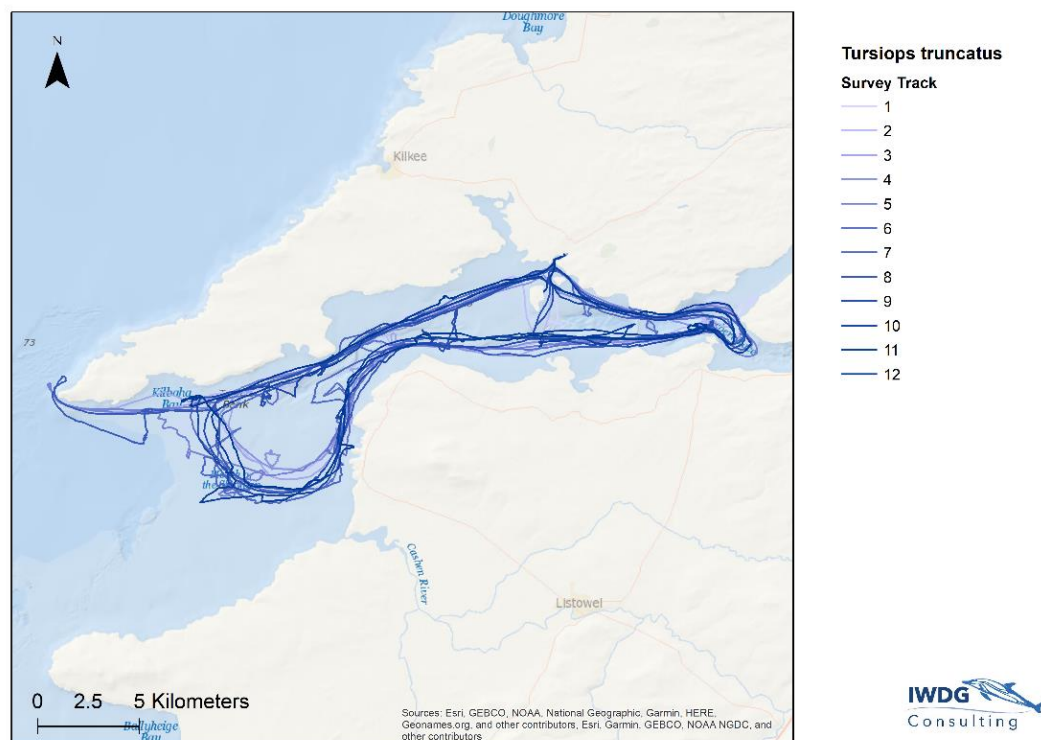 Doughmore
Bay
N
Kilkee
73
Kilboha
Bay
Cashen River
Listowel
0 2.5 5 Kilometers
Ballyheige
Bay
Sources: Esri, GEBCO, NOAA, National Geographic, Garmin, HERE,
Geonames.org, and other contributors, Esri, Garmin, GEBCO, NOAA NGDC, and
other contributors
Tursiops truncatus
Survey Track
1
2
3
4
5
6
7
8
9
10
11
12
IWDG
Consulting